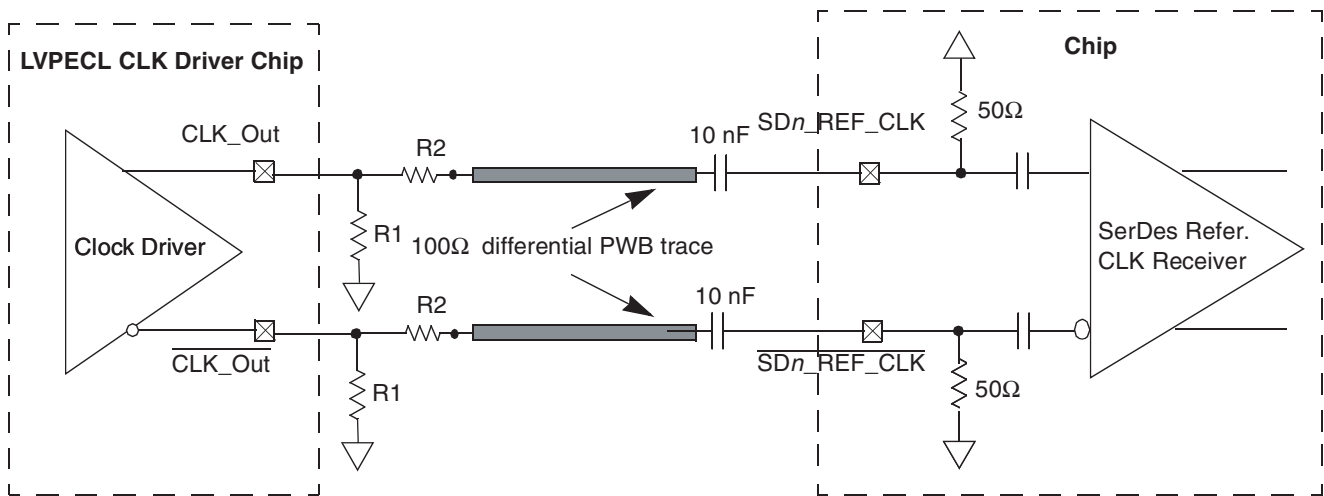 LVPECL CLK Driver Chip
Chip
CLK_Out
R2
10 nF
SDn_REF_CLK
50Ω
Clock Driver
R1
100Ω differential PWB trace
SerDes Refer.
CLK Receiver
R2
10 nF
CLK_Out
SDn_REF_CLK
R1
50Ω